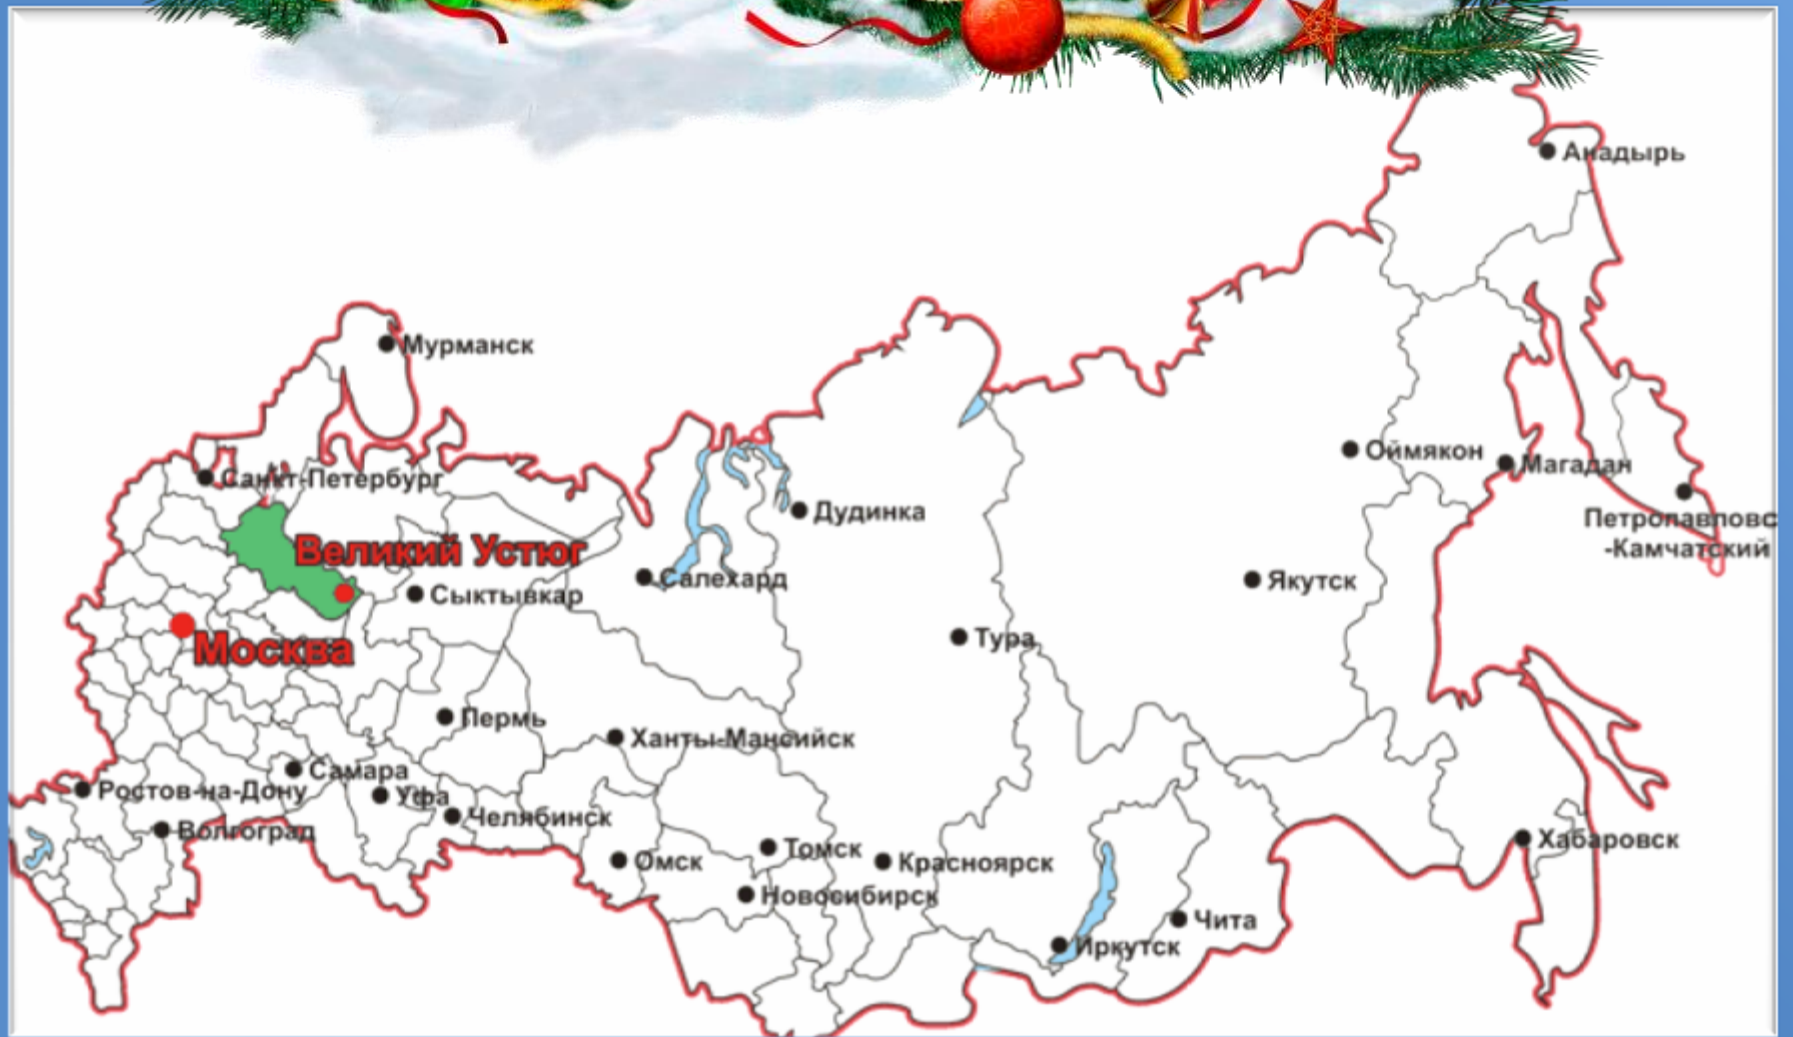 Анадырь
Мурманск
Оймякон
Магадан
Санкт-Петербург
Дудинка
Петропавловс
-Камчатский
Великий Устюг
Салехард
Якутск
Сыктывкар
Тура
Москва
Пермь
Ханты-Мансийск
Самара
Ростов-на-Дону
Уфа
Челябинск
Волгоград
Хабаровск
Томск
Омск
Красноярск
Новосибирск
Чита
Иркутск